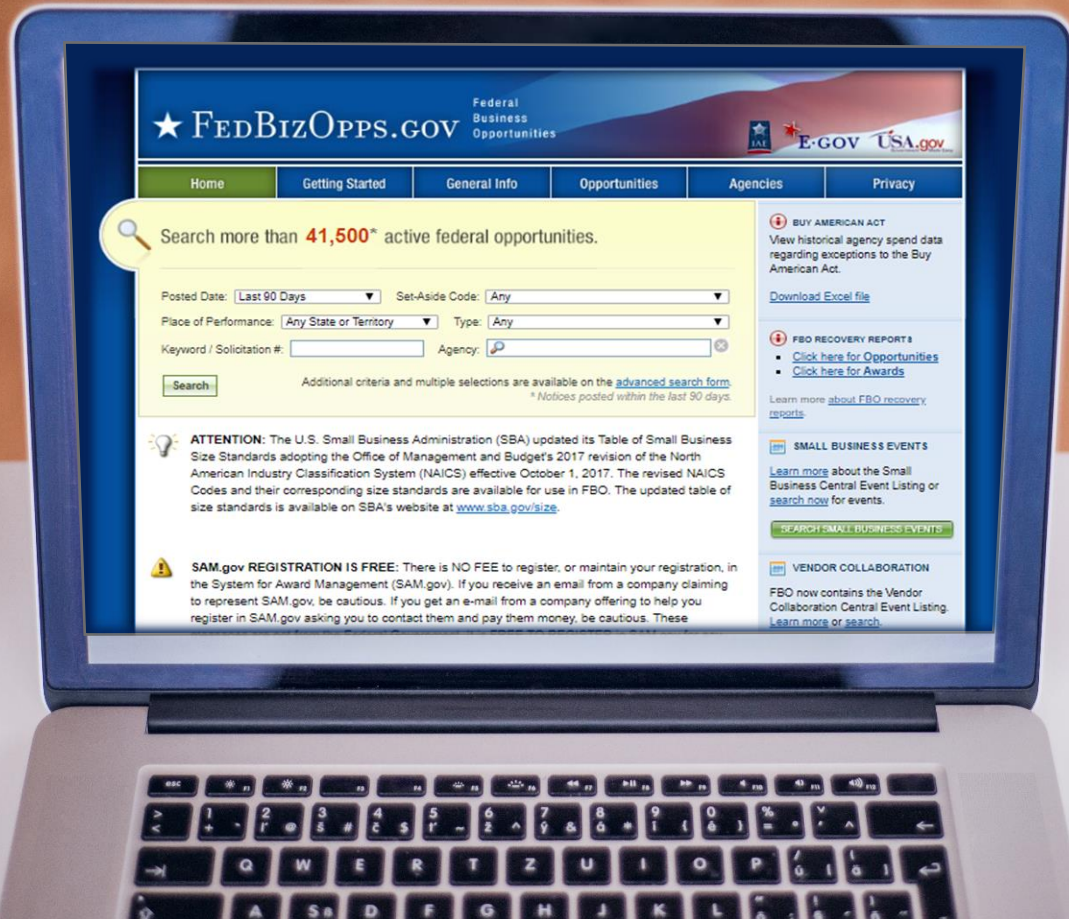 FEDBIZOPPS.GOV
Federal
Business
Opportunities
IAE
E-GOV
USA.gov
Home Getting Started General Info Opportunities Agencies Privacy
Search more than 41,500* active federal opportunities.
Posted Date: Last 90 Days Set-Aside Code: Any
Place of Performance: Any State or Territory Type: Any
Keyword / Solicitation #: Agency:
Search
Additional criteria and multiple selections are available on the advanced search form.
* Notices posted within the last 90 days.
ATTENTION: The U.S. Small Business Administration (SBA) updated its Table of Small Business
Size Standards adopting the Office of Management and Budget's 2017 revision of the North
American Industry Classification System (NAICS) effective October 1, 2017. The revised NAICS
Codes and their corresponding size standards are available for use in FBO. The updated table of
size standards is available on SBA's website at www.sba.gov/size.
SAM.gov REGISTRATION IS FREE: There is NO FEE to register, or maintain your registration, in
the System for Award Management (SAM.gov). If you receive an email from a company claiming
to represent SAM.gov, be cautious. If you get an e-mail from a company offering to help you
register in SAM.gov asking you to contact them and pay them money, be cautious. These
BUY AMERICAN ACT
View historical agency spend data
regarding exceptions to the Buy
American Act.
Download Excel file
FBO RECOVERY REPORTS
Click here for Opportunities
Click here for Awards
Learn more about FBO recovery
reports.
SMALL BUSINESS EVENTS
Learn more about the Small
Business Central Event Listing or
search now for events.
SEARCH SMALL BUSINESS EVENTS
VENDOR COLLABORATION
FBO now contains the Vendor
Collaboration Central Event Listing.
Learn more or search.
esc
Q W E R T Z U I O P
A S D F G H J K L